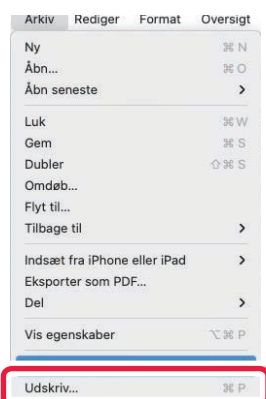 Arkiv Rediger Format Oversigt
Ny ⌘ N
Åbn... ⌘ O
Åbn seneste >
Luk ⌘ W
Gem ⌘ S
Dubler ⇧ ⌘ S
Omdøb...
Flyt til...
Tilbage til >
Indsæt fra iPhone eller iPad >
Eksporter som PDF...
Del >
Vis egenskaber ⌥ ⌘ P
Udskriv... ⌘ P